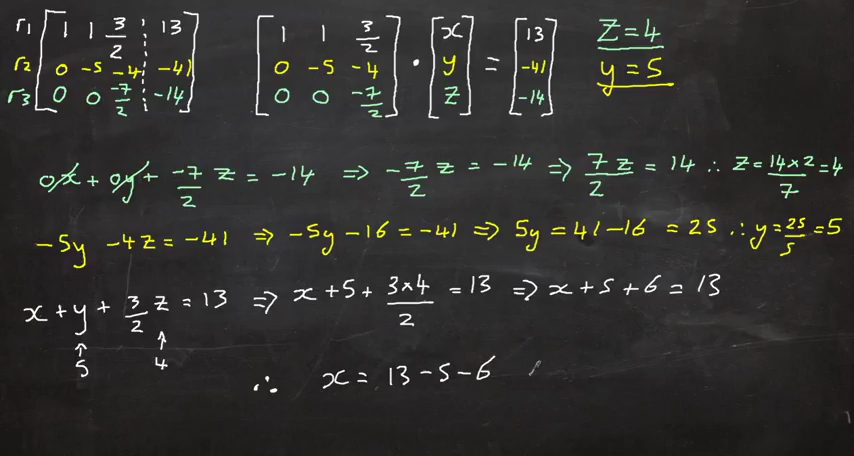 r1 [ 1 1 3/2 ¦ 13 ] [ 1 1 3/2 ] [ x ] [ 13 ] z=4
r2 [ 0 -5 -4 ¦ -41 ] [ 0 -5 -4 ] · [ y ] = [ -41 ] y=5
r3 [ 0 0 -7/2 ¦ -14 ] [ 0 0 -7/2 ] [ z ] [ -14 ]
0x + 0y + -7/2 z = -14 ⇒ -7/2 z = -14 ⇒ 7/2 z = 14 ∴ z = 14×2/7 = 4
-5y -4z = -41 ⇒ -5y -16 = -41 ⇒ 5y = 41-16 = 25 ∴ y = 25/5 = 5
x + y + 3/2 z = 13 ⇒ x + 5 + 3×4/2 = 13 ⇒ x + 5 + 6 = 13
↑ ↑
5 4
∴ x = 13 - 5 - 6